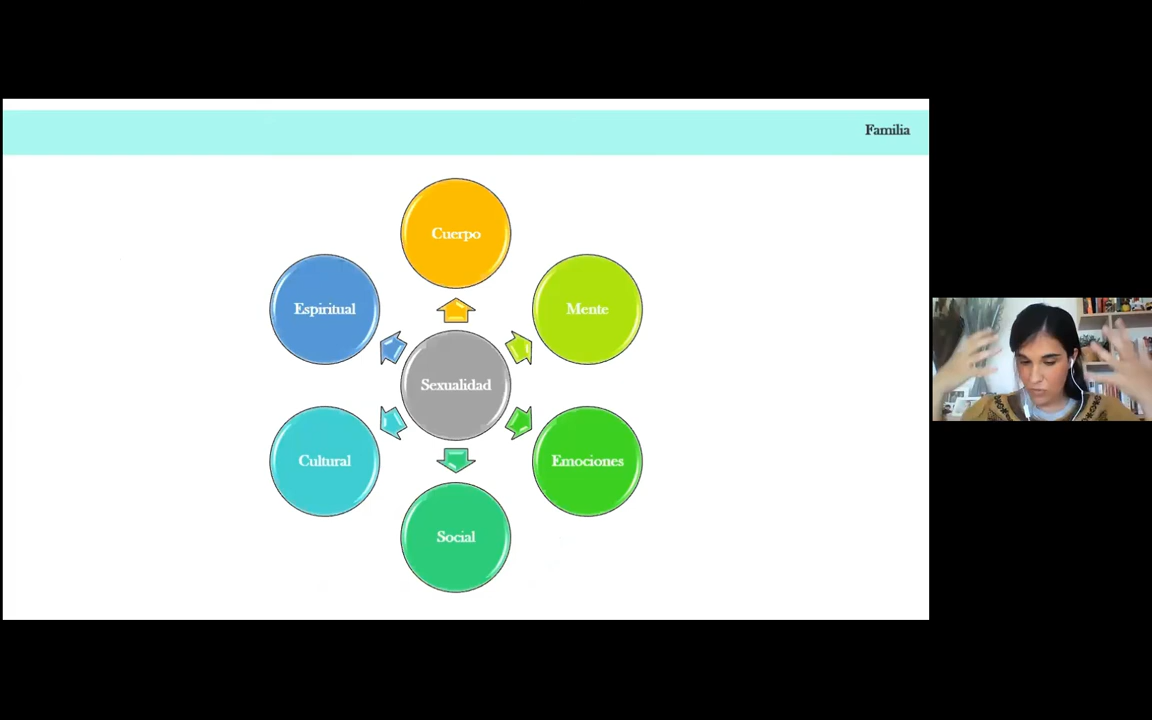 Familia
Cuerpo
Espiritual
Mente
Sexualidad
Cultural
Emociones
Social